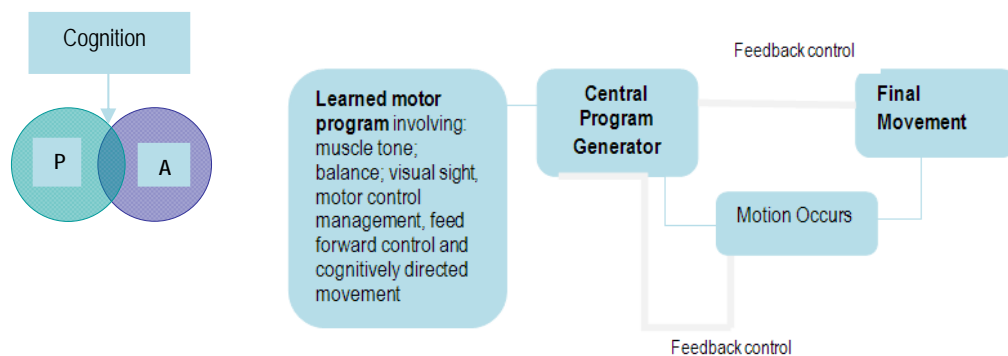 Cognition
P
A
Learned motor
program involving:
muscle tone;
balance; visual sight,
motor control
management, feed
forward control and
cognitively directed
movement
Central
Program
Generator
Feedback control
Final
Movement
Motion Occurs
Feedback control